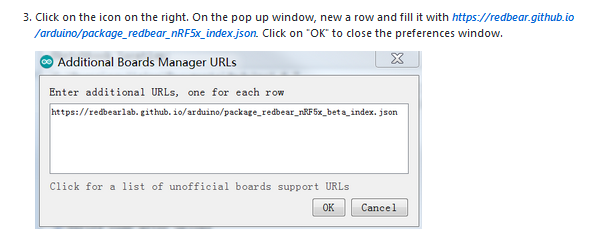 3. Click on the icon on the right. On the pop up window, new a row and fill it with https://redbear.github.io
/arduino/package_redbear_nRF5x_index.json. Click on "OK" to close the preferences window.
Additional Boards Manager URLs
Enter additional URLs, one for each row
https://redbearlab.github.io/arduino/package_redbear_nRF5x_beta_index.json
Click for a list of unofficial boards support URLs
OK Cancel